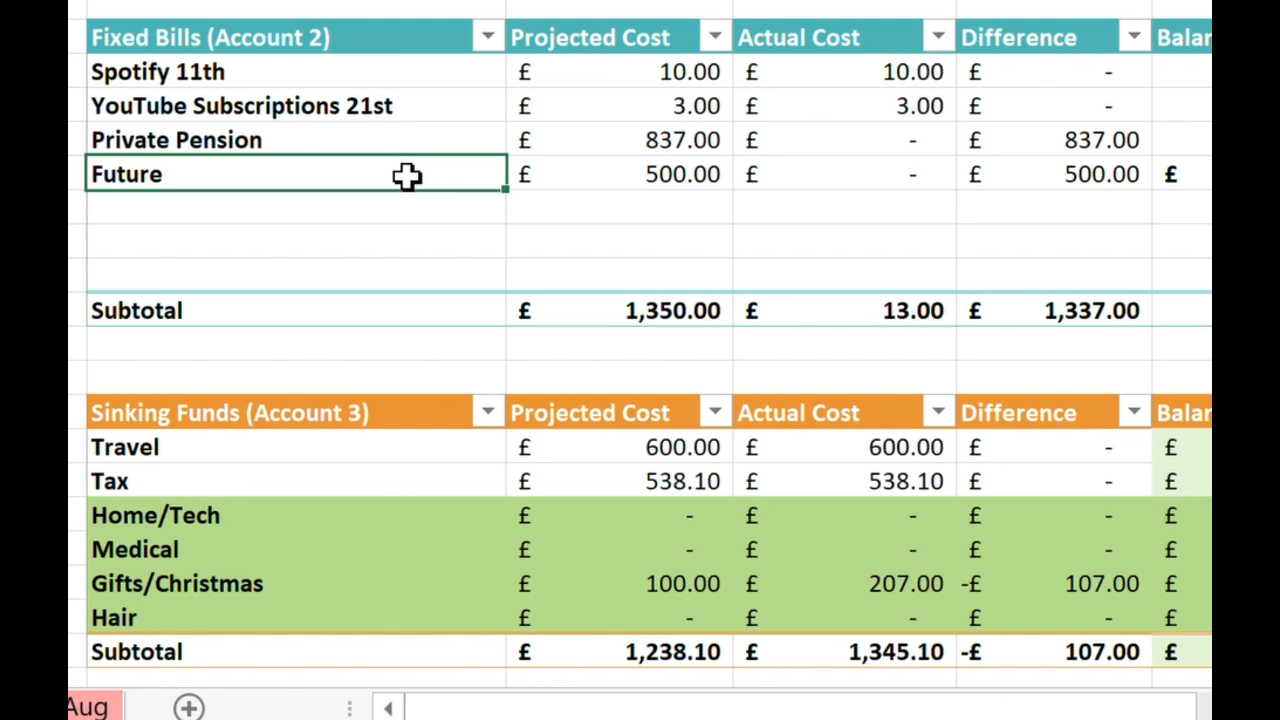 Fixed Bills (Account 2) Projected Cost Actual Cost Difference Balar
Spotify 11th £ 10.00 £ 10.00 £ -
YouTube Subscriptions 21st £ 3.00 £ 3.00 £ -
Private Pension £ 837.00 £ - £ 837.00
Future £ 500.00 £ - £ 500.00 £
Subtotal £ 1,350.00 £ 13.00 £ 1,337.00
Sinking Funds (Account 3) Projected Cost Actual Cost Difference Balar
Travel £ 600.00 £ 600.00 £ - £
Tax £ 538.10 £ 538.10 £ - £
Home/Tech £ - £ - £ - £
Medical £ - £ - £ - £
Gifts/Christmas £ 100.00 £ 207.00 -£ 107.00 £
Hair £ - £ - £ - £
Subtotal £ 1,238.10 £ 1,345.10 -£ 107.00 £
Aug